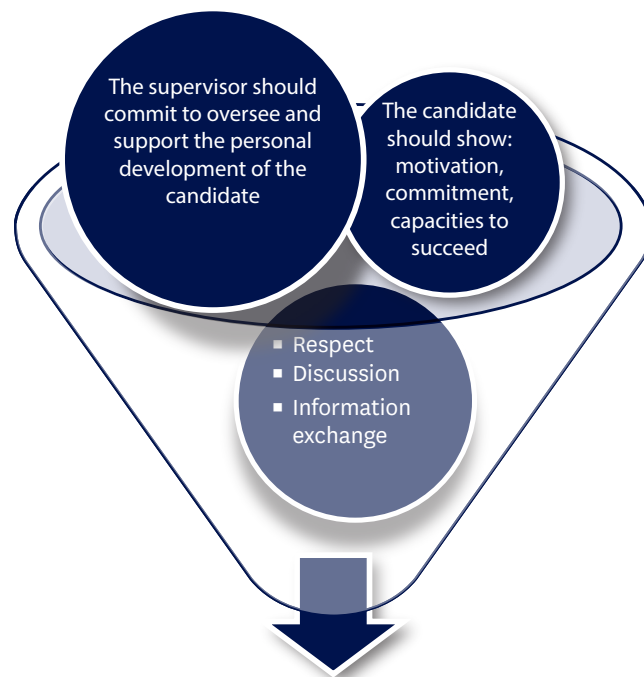 The supervisor should
commit to oversee and
support the personal
development of the
candidate
The candidate
should show:
motivation,
commitment,
capacities to
succeed
▪ Respect
▪ Discussion
▪ Information
exchange